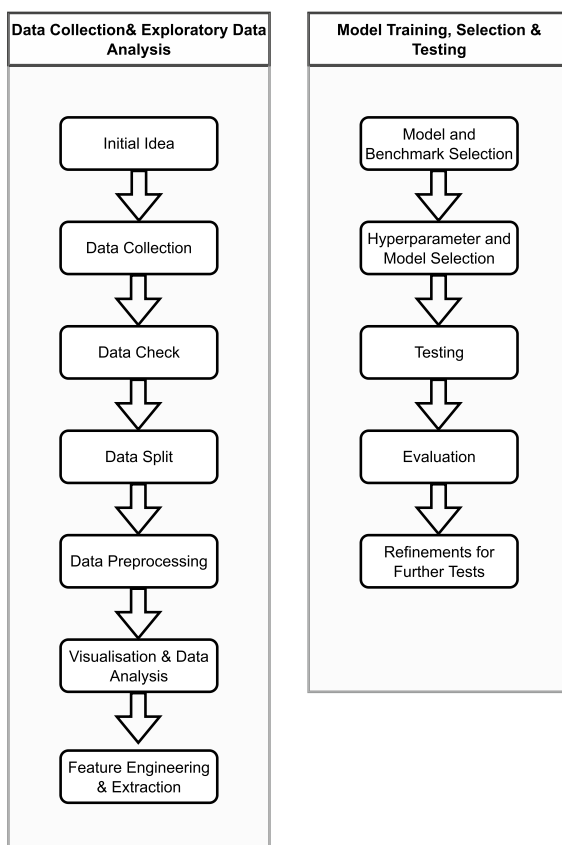 Data Collection& Exploratory Data
Analysis
Initial Idea
Data Collection
Data Check
Data Split
Data Preprocessing
Visualisation & Data
Analysis
Feature Engineering
& Extraction
Model Training, Selection &
Testing
Model and
Benchmark Selection
Hyperparameter and
Model Selection
Testing
Evaluation
Refinements for
Further Tests